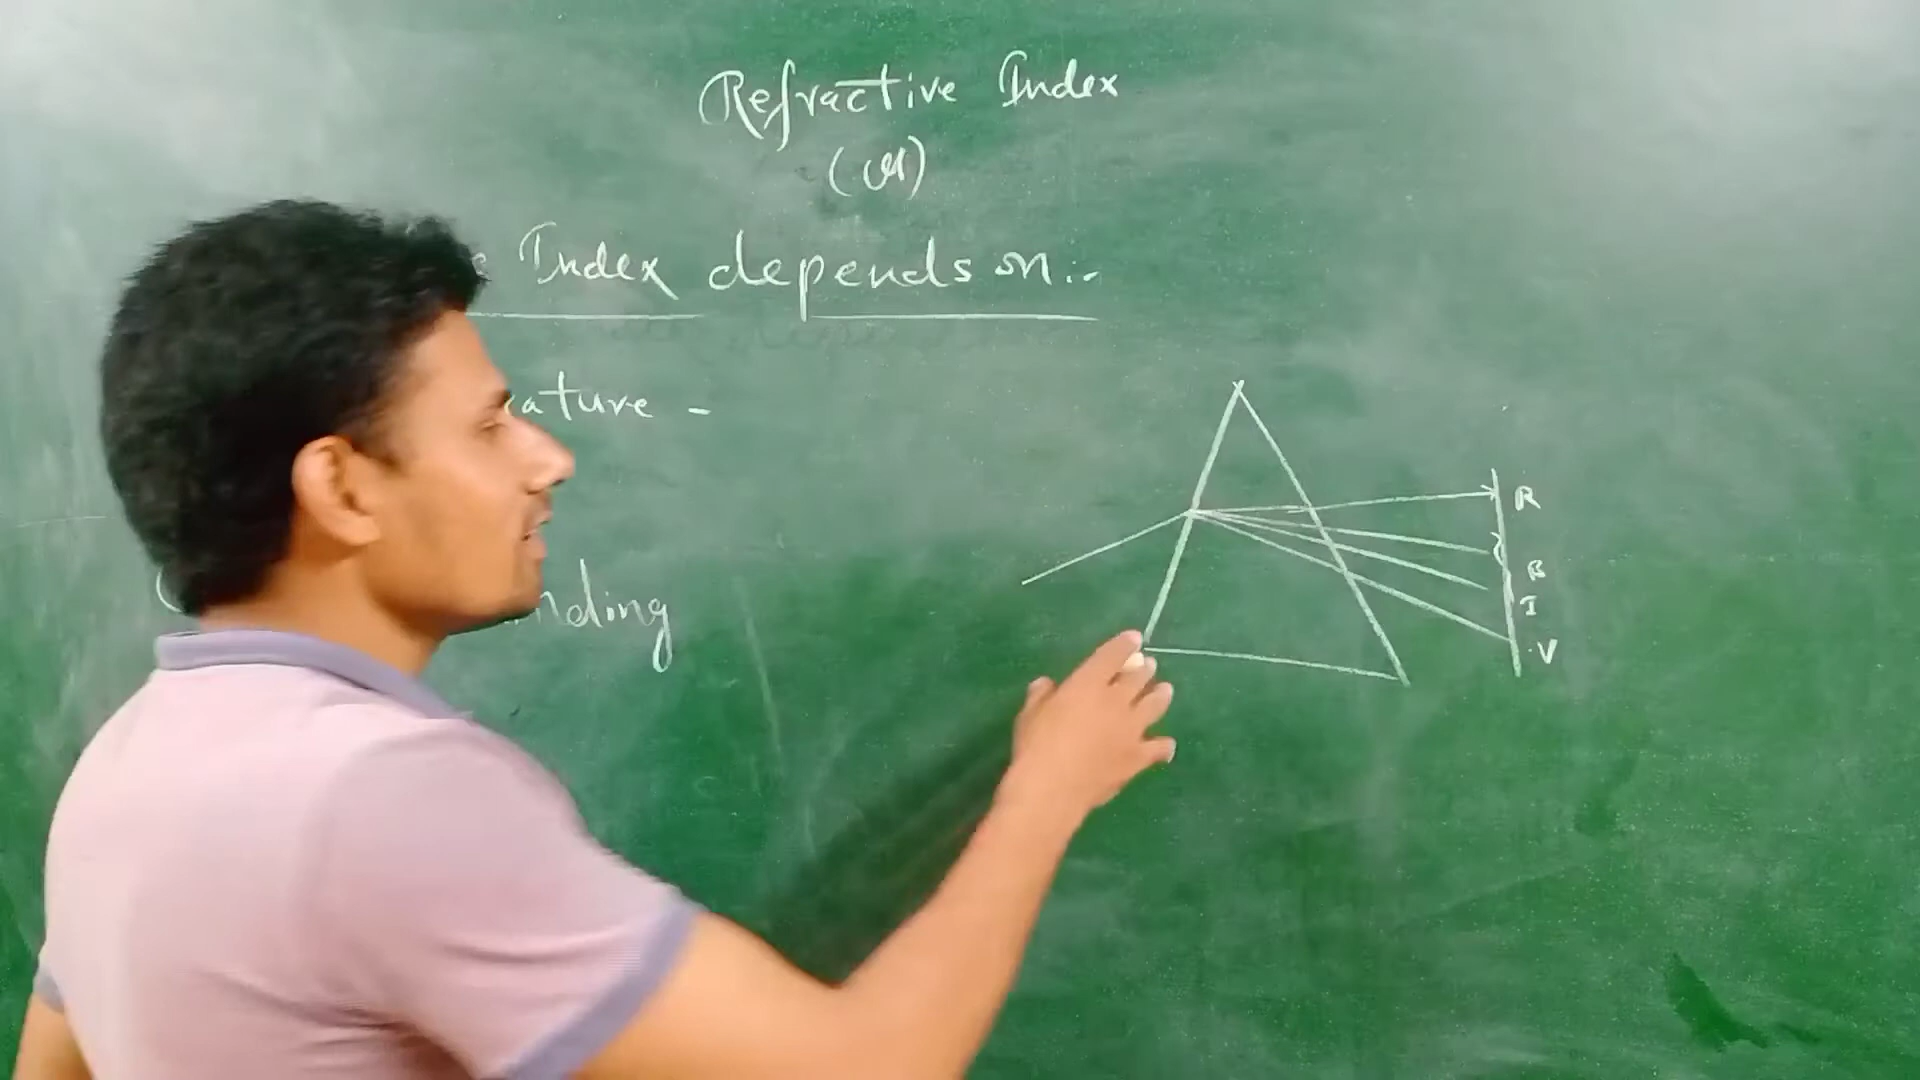 Refractive Index
(μ)
Index depends on:-
ature -
nding
R
B
I
V